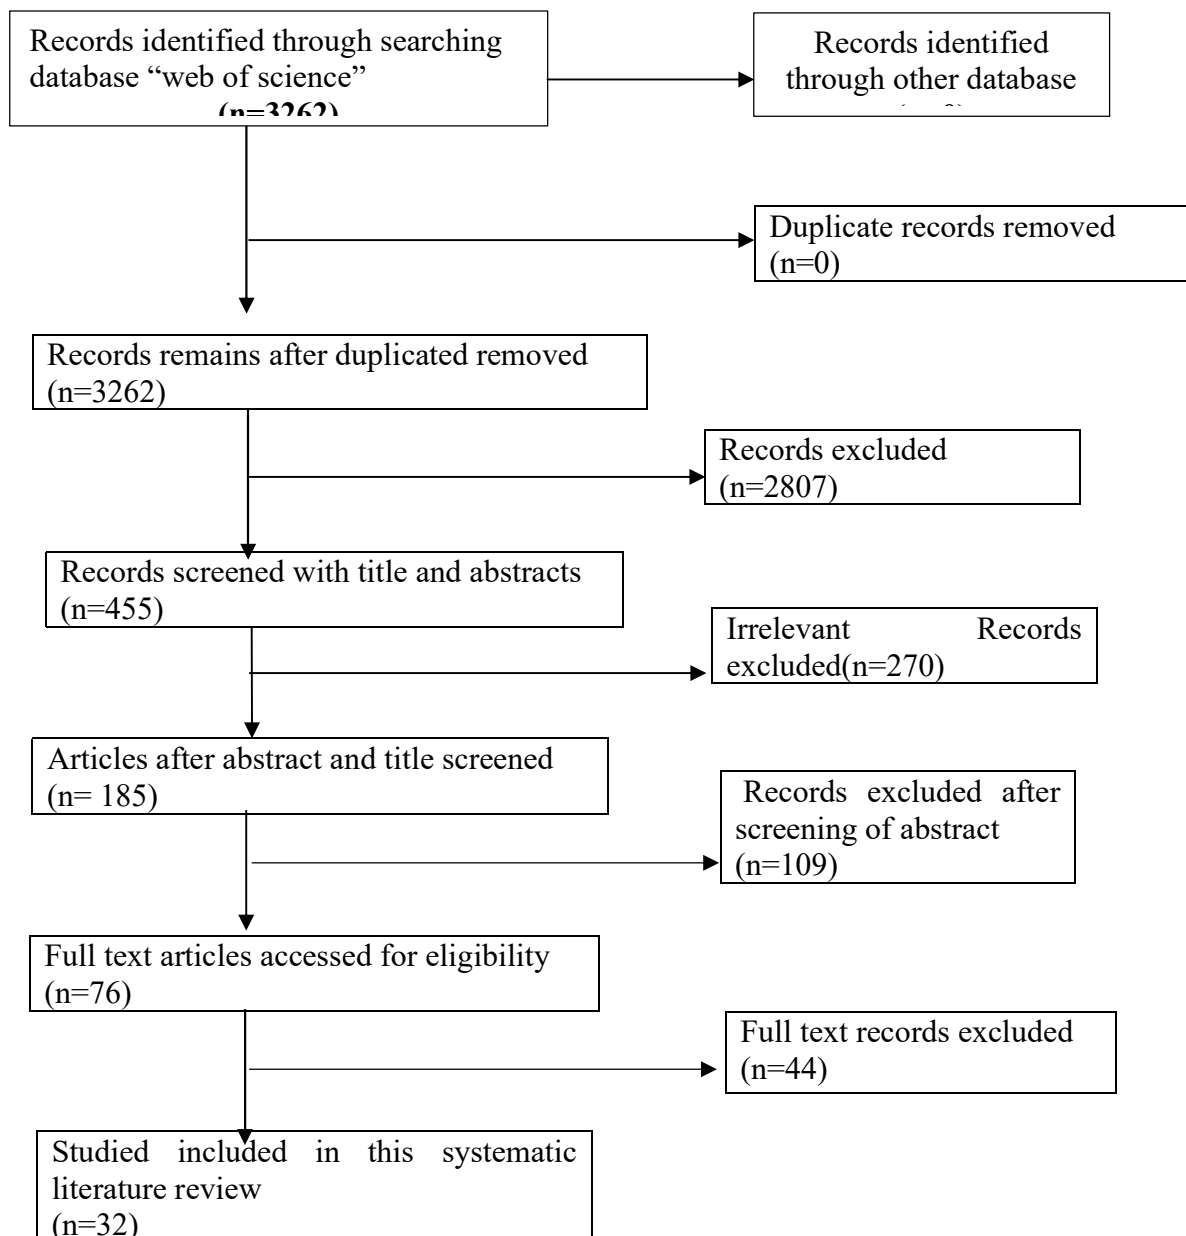 Records identified through searching
database “web of science”
(n=3262)
Records identified
through other database
Duplicate records removed
(n=0)
Records remains after duplicated removed
(n=3262)
Records excluded
(n=2807)
Records screened with title and abstracts
(n=455)
Irrelevant Records
excluded(n=270)
Articles after abstract and title screened
(n= 185)
Records excluded after
screening of abstract
(n=109)
Full text articles accessed for eligibility
(n=76)
Full text records excluded
(n=44)
Studied included in this systematic
literature review
(n=32)